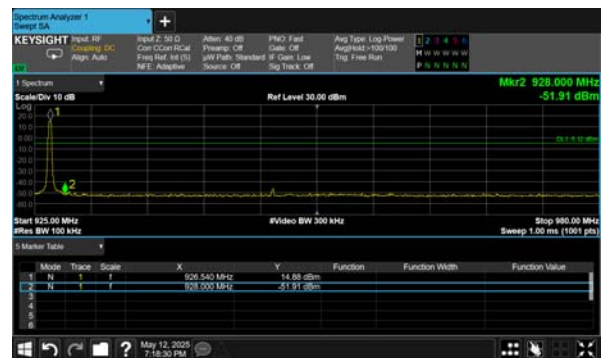 Spectrum Analyzer 1
Swept SA
KEYSIGHT Input: RF Input Z: 50 Ω Atten: 40 dB PNO: Fast Avg Type: Log-Power 1 2 3 4 5 6
Coupling: DC Corr CCorr RCal Preamp: Off Gate: Off Avg|Hold:>100/100 M W W W W W
Align: Auto Freq Ref: Int (S) µW Path: Standard IF Gain: Low Trig: Free Run
NFE: Adaptive Source: Off Sig Track: Off P N N N N N
1 Spectrum Mkr2 928.000 MHz
Scale/Div 10 dB Ref Level 30.00 dBm -51.91 dBm
Log
20.0
10.0 1
0.00
-10.0 DL1 -5.12 dBm
-20.0
-30.0
-40.0
-50.0 2
-60.0
Start 925.00 MHz #Video BW 300 kHz Stop 980.00 MHz
#Res BW 100 kHz Sweep 1.00 ms (1001 pts)
5 Marker Table
Mode Trace Scale X Y Function Function Width Function Value
1 N 1 f 926.540 MHz 14.88 dBm
2 N 1 f 928.000 MHz -51.91 dBm
3
4
5
6
? May 12, 2025
7:18:30 PM